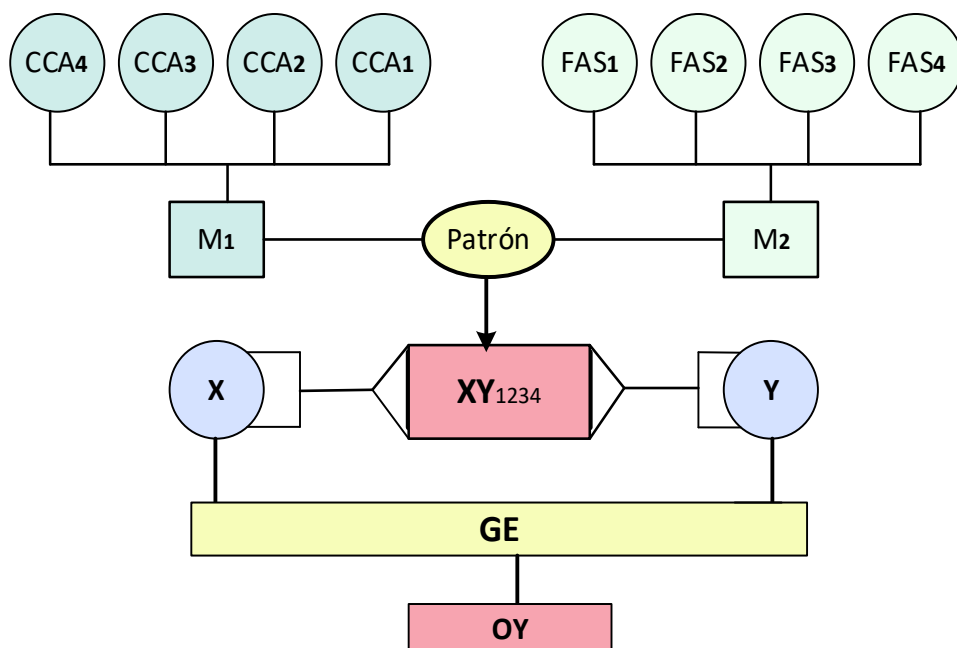 CCA4 CCA3 CCA2 CCA1 FAS1 FAS2 FAS3 FAS4
M1 Patrón M2
X XY1234 Y
GE
OY